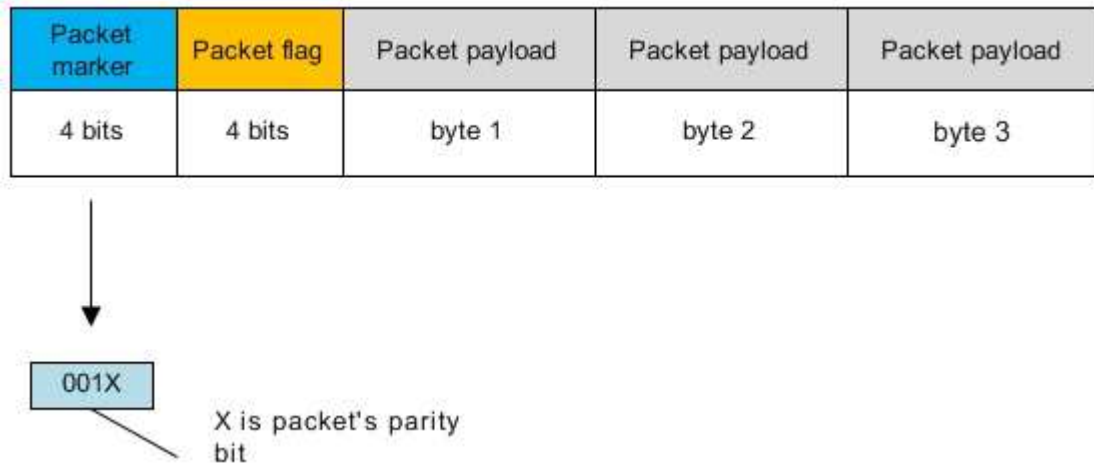 Packet
marker
Packet flag
Packet payload
Packet payload
Packet payload
4 bits
4 bits
byte 1
byte 2
byte 3
001X
X is packet's parity
bit